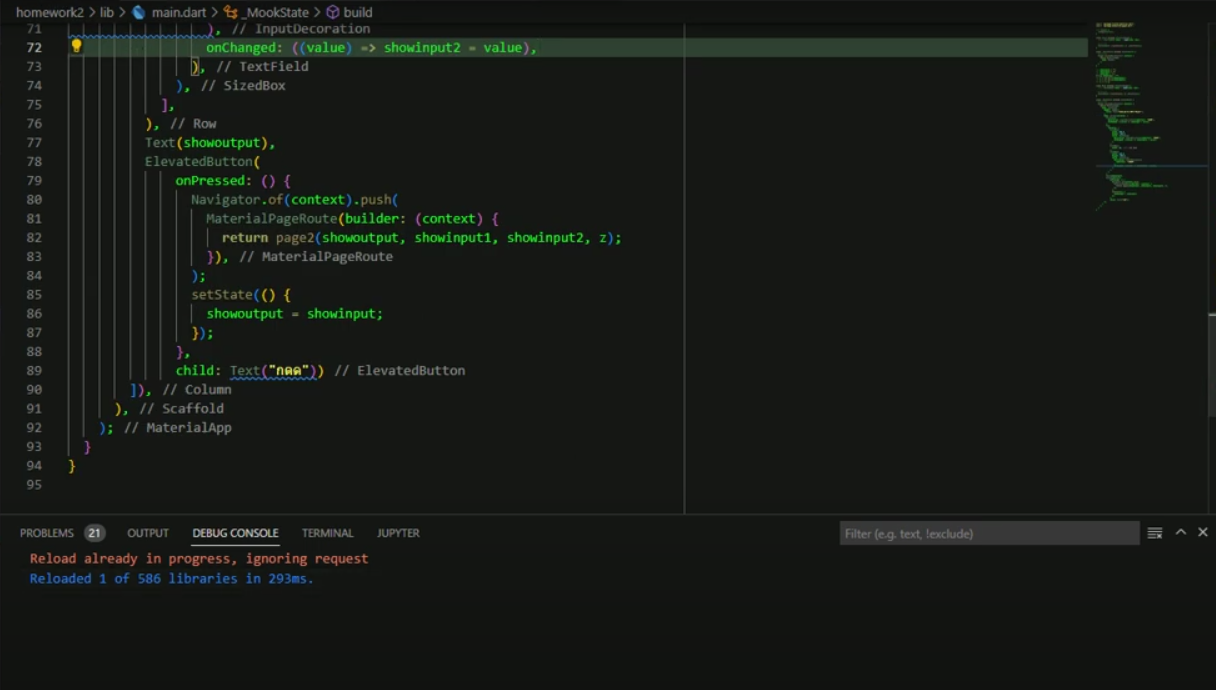 homework2 > lib > main.dart > _MookState > build
71 ), // InputDecoration
72 onChanged: ((value) => showinput2 = value),
73 ), // TextField
74 ), // SizedBox
75 ],
76 ), // Row
77 Text(showoutput),
78 ElevatedButton(
79 onPressed: () {
80 Navigator.of(context).push(
81 MaterialPageRoute(builder: (context) {
82 return page2(showoutput, showinput1, showinput2, z);
83 }), // MaterialPageRoute
84 );
85 setState(() {
86 showoutput = showinput;
87 });
88 },
89 child: Text("กดด")) // ElevatedButton
90 ]), // Column
91 ), // Scaffold
92 ); // MaterialApp
93 }
94 }
95
PROBLEMS 21 OUTPUT DEBUG CONSOLE TERMINAL JUPYTER Filter (e.g. text, !exclude)
Reload already in progress, ignoring request
Reloaded 1 of 586 libraries in 293ms.